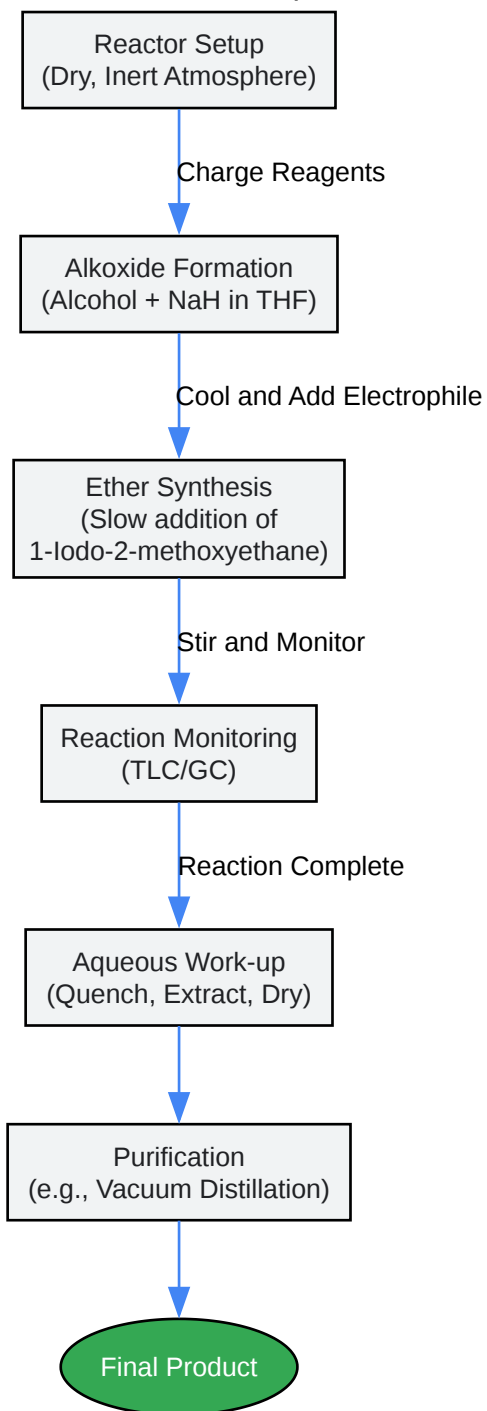 Reactor Setup
(Dry, Inert Atmosphere)
Charge Reagents
Alkoxide Formation
(Alcohol + NaH in THF)
Cool and Add Electrophile
Ether Synthesis
(Slow addition of
1-Iodo-2-methoxyethane)
Stir and Monitor
Reaction Monitoring
(TLC/GC)
Reaction Complete
Aqueous Work-up
(Quench, Extract, Dry)
Purification
(e.g., Vacuum Distillation)
Final Product